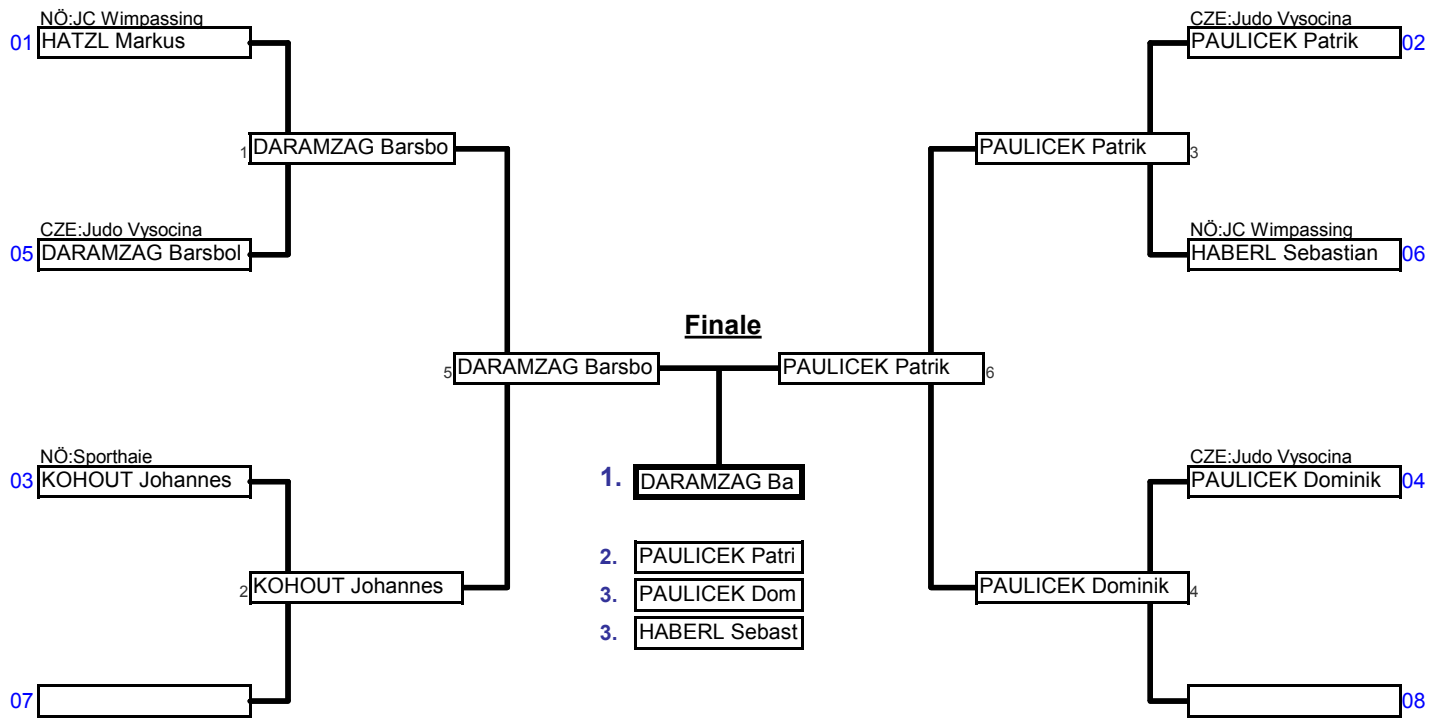 NÖ:JC Wimpassing
01 HATZL Markus
1 DARAMZAG Barsbo
CZE:Judo Vysocina
05 DARAMZAG Barsbol
5 DARAMZAG Barsbo
NÖ:Sporthaie
03 KOHOUT Johannes
2 KOHOUT Johannes
07
Finale
1. DARAMZAG Ba
2. PAULICEK Patri
3. PAULICEK Dom
3. HABERL Sebast
CZE:Judo Vysocina
PAULICEK Patrik 02
PAULICEK Patrik 3
NÖ:JC Wimpassing
HABERL Sebastian 06
PAULICEK Patrik 6
CZE:Judo Vysocina
PAULICEK Dominik 04
PAULICEK Dominik 4
08